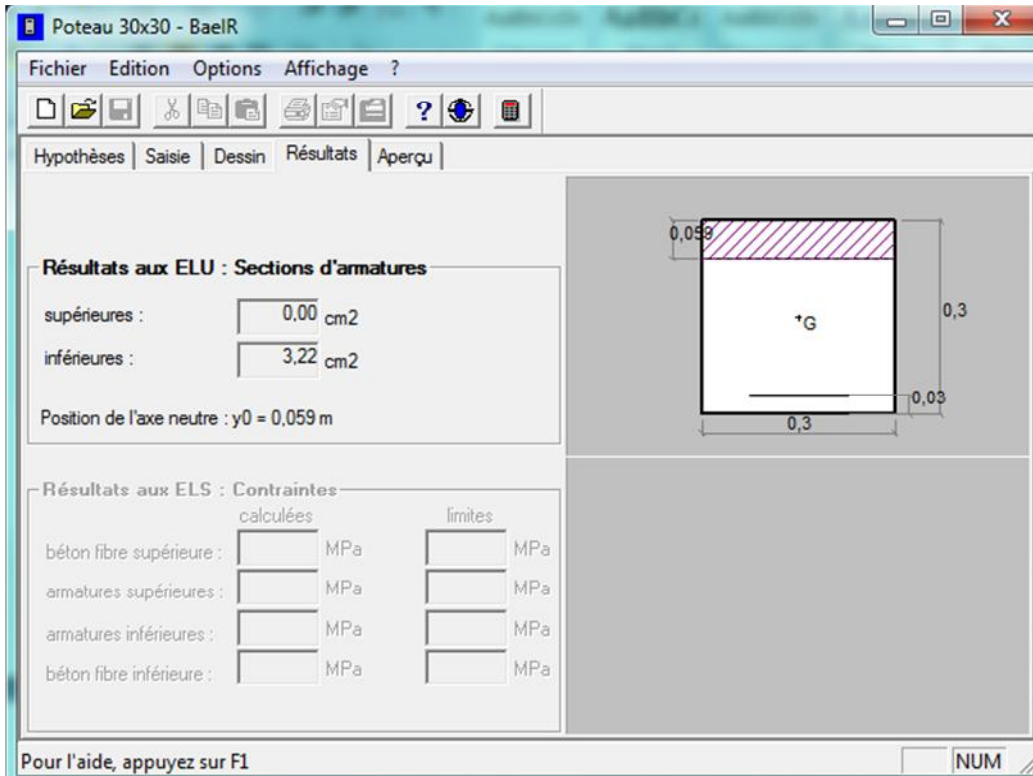 Poteau 30x30 - BaelR
Fichier Edition Options Affichage ?
Hypothèses Saisie Dessin Résultats Aperçu
Résultats aux ELU : Sections d'armatures
supérieures : 0,00 cm2
inférieures : 3,22 cm2
Position de l'axe neutre : y0 = 0,059 m
Résultats aux ELS : Contraintes
calculées limites
béton fibre supérieure : MPa MPa
armatures supérieures : MPa MPa
armatures inférieures : MPa MPa
béton fibre inférieure : MPa MPa
0,059
G
0,3
0,03
0,3
Pour l'aide, appuyez sur F1
NUM